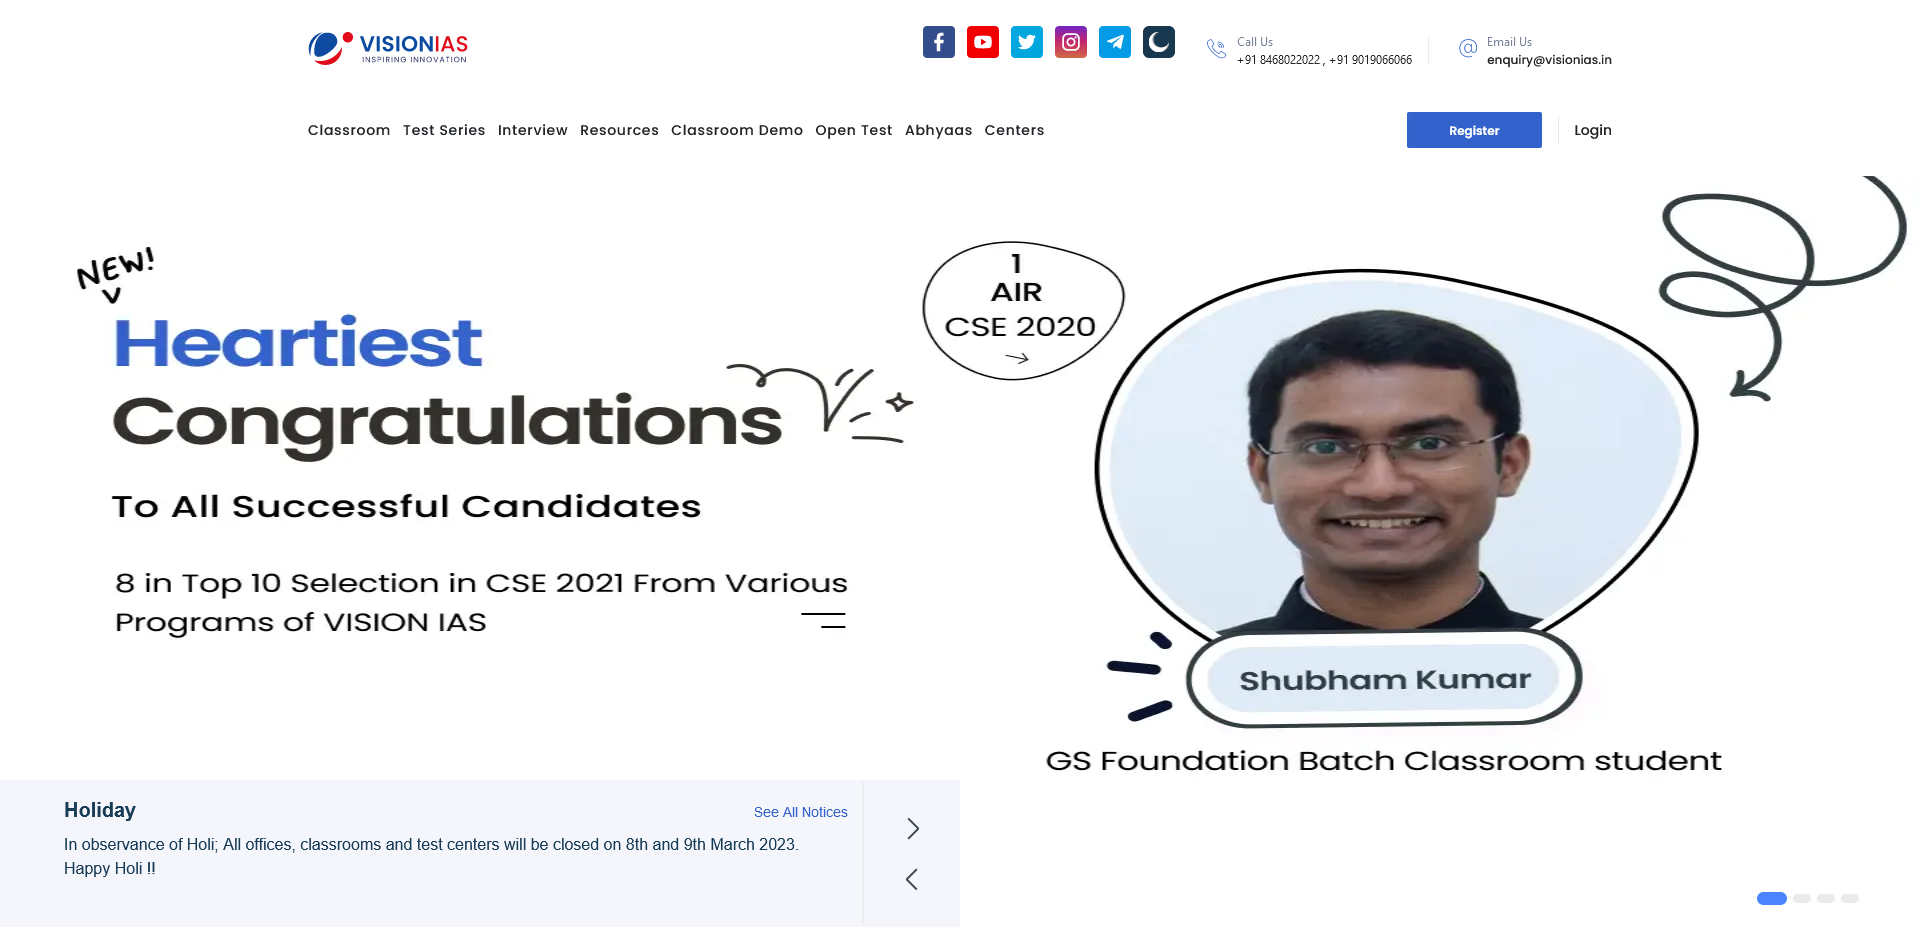 VISIONIAS
INSPIRING INNOVATION
Call Us
+91 8468022022 , +91 9019066066
Email Us
enquiry@visionias.in
Classroom Test Series Interview Resources Classroom Demo Open Test Abhyaas Centers
Register
Login
NEW!
Heartiest
Congratulations
To All Successful Candidates
8 in Top 10 Selection in CSE 2021 From Various
Programs of VISION IAS
1
AIR
CSE 2020
Shubham Kumar
GS Foundation Batch Classroom student
Holiday
See All Notices
In observance of Holi; All offices, classrooms and test centers will be closed on 8th and 9th March 2023.
Happy Holi !!